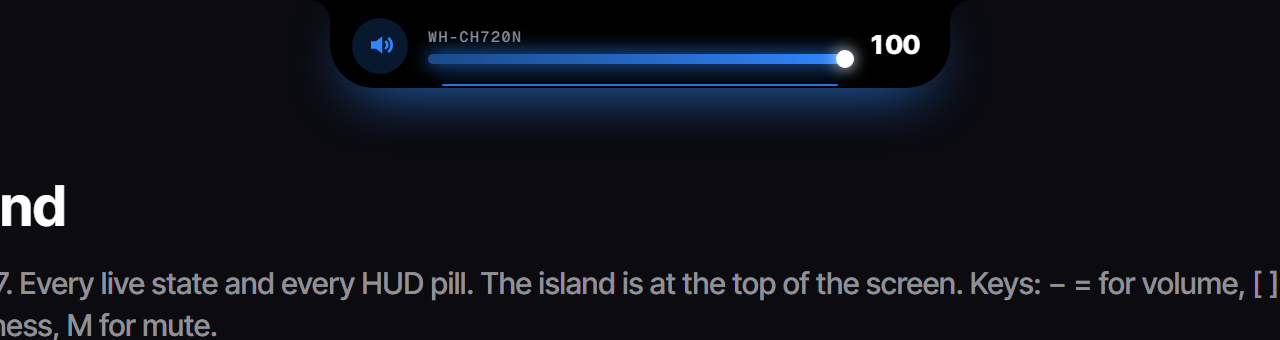 WH-CH720N
100
nd
7. Every live state and every HUD pill. The island is at the top of the screen. Keys: − = for volume, [ ]
ness, M for mute.